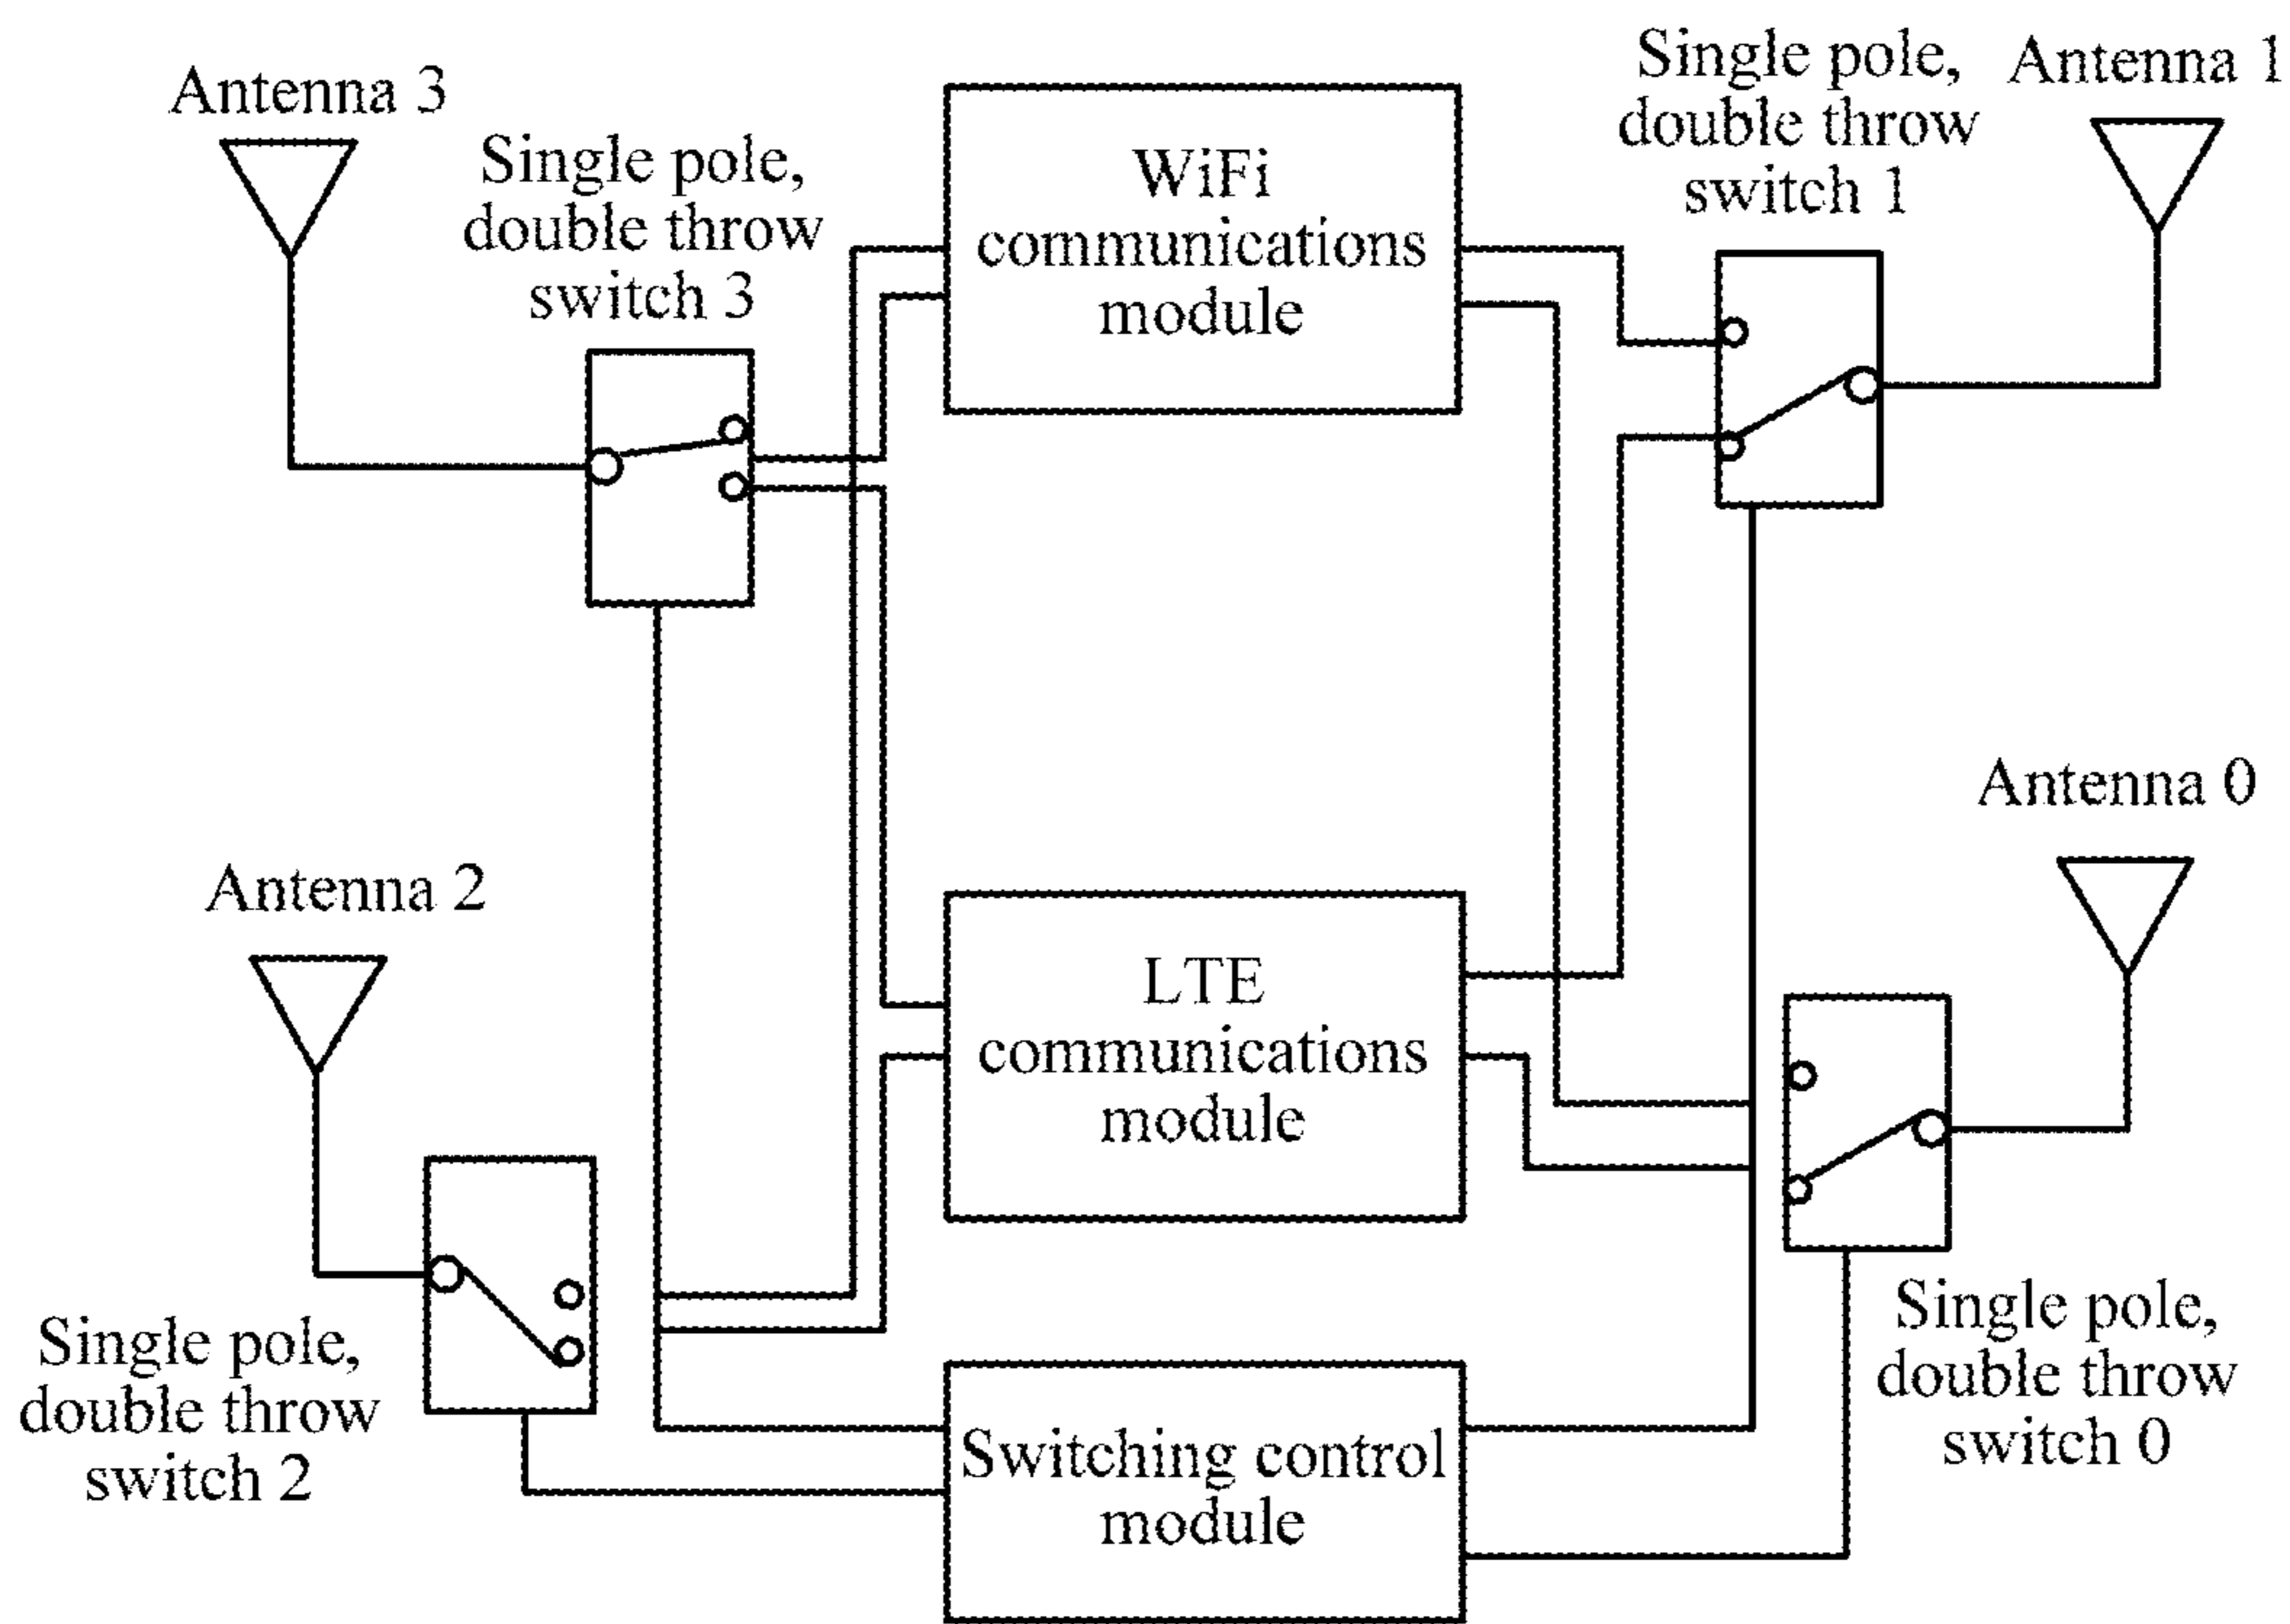 Antenna 3
Single pole,
double throw
switch 3
WiFi
communications
module
Single pole,
double throw
switch 1
Antenna 1
Antenna 2
Single pole,
double throw
switch 2
LTE
communications
module
Antenna 0
Single pole,
double throw
switch 0
Switching control
module